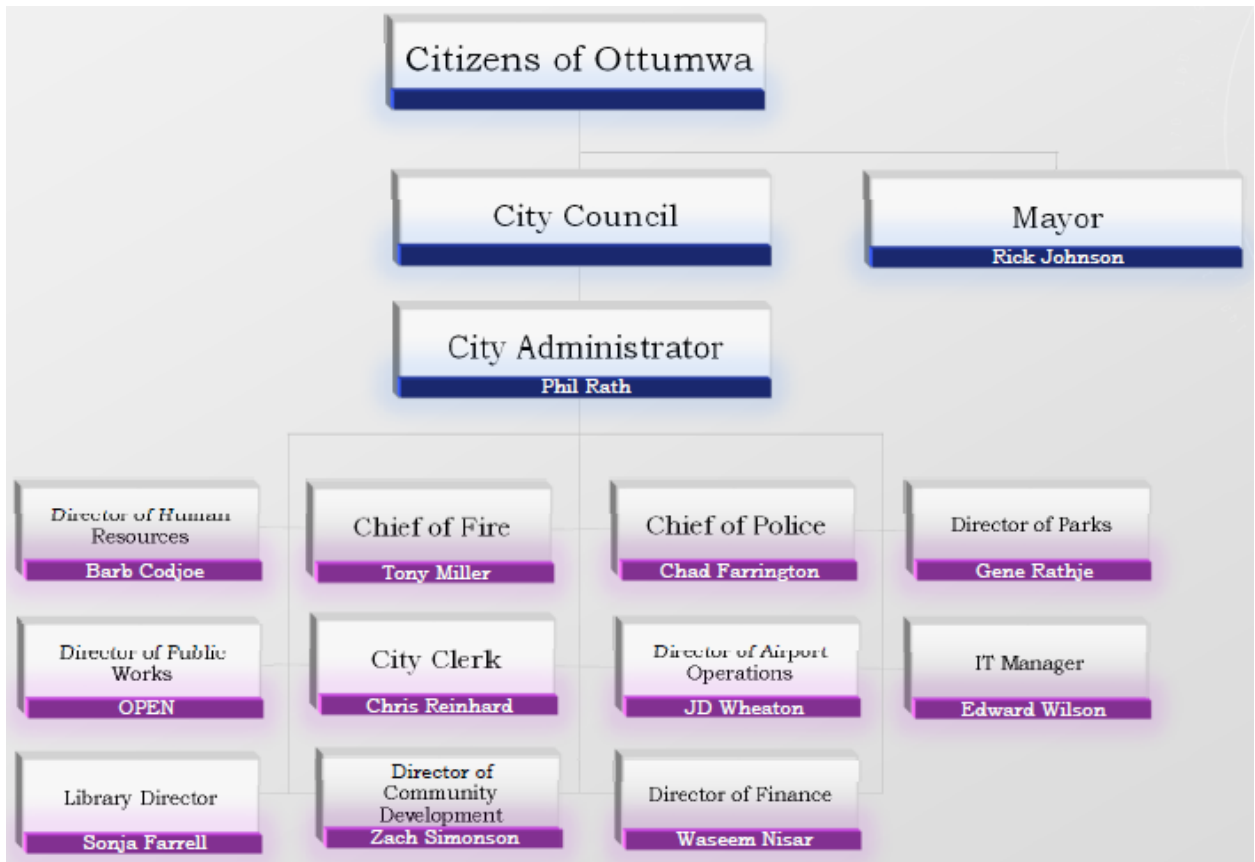 Citizens of Ottumwa
City Council
Mayor
Rick Johnson
City Administrator
Phil Rath
Director of Human
Resources
Barb Codjoe
Chief of Fire
Tony Miller
Chief of Police
Chad Farrington
Director of Parks
Gene Rathje
Director of Public
Works
OPEN
City Clerk
Chris Reinhard
Director of Airport
Operations
JD Wheaton
IT Manager
Edward Wilson
Library Director
Sonja Farrell
Director of
Community
Development
Zach Simonson
Director of Finance
Waseem Nisar